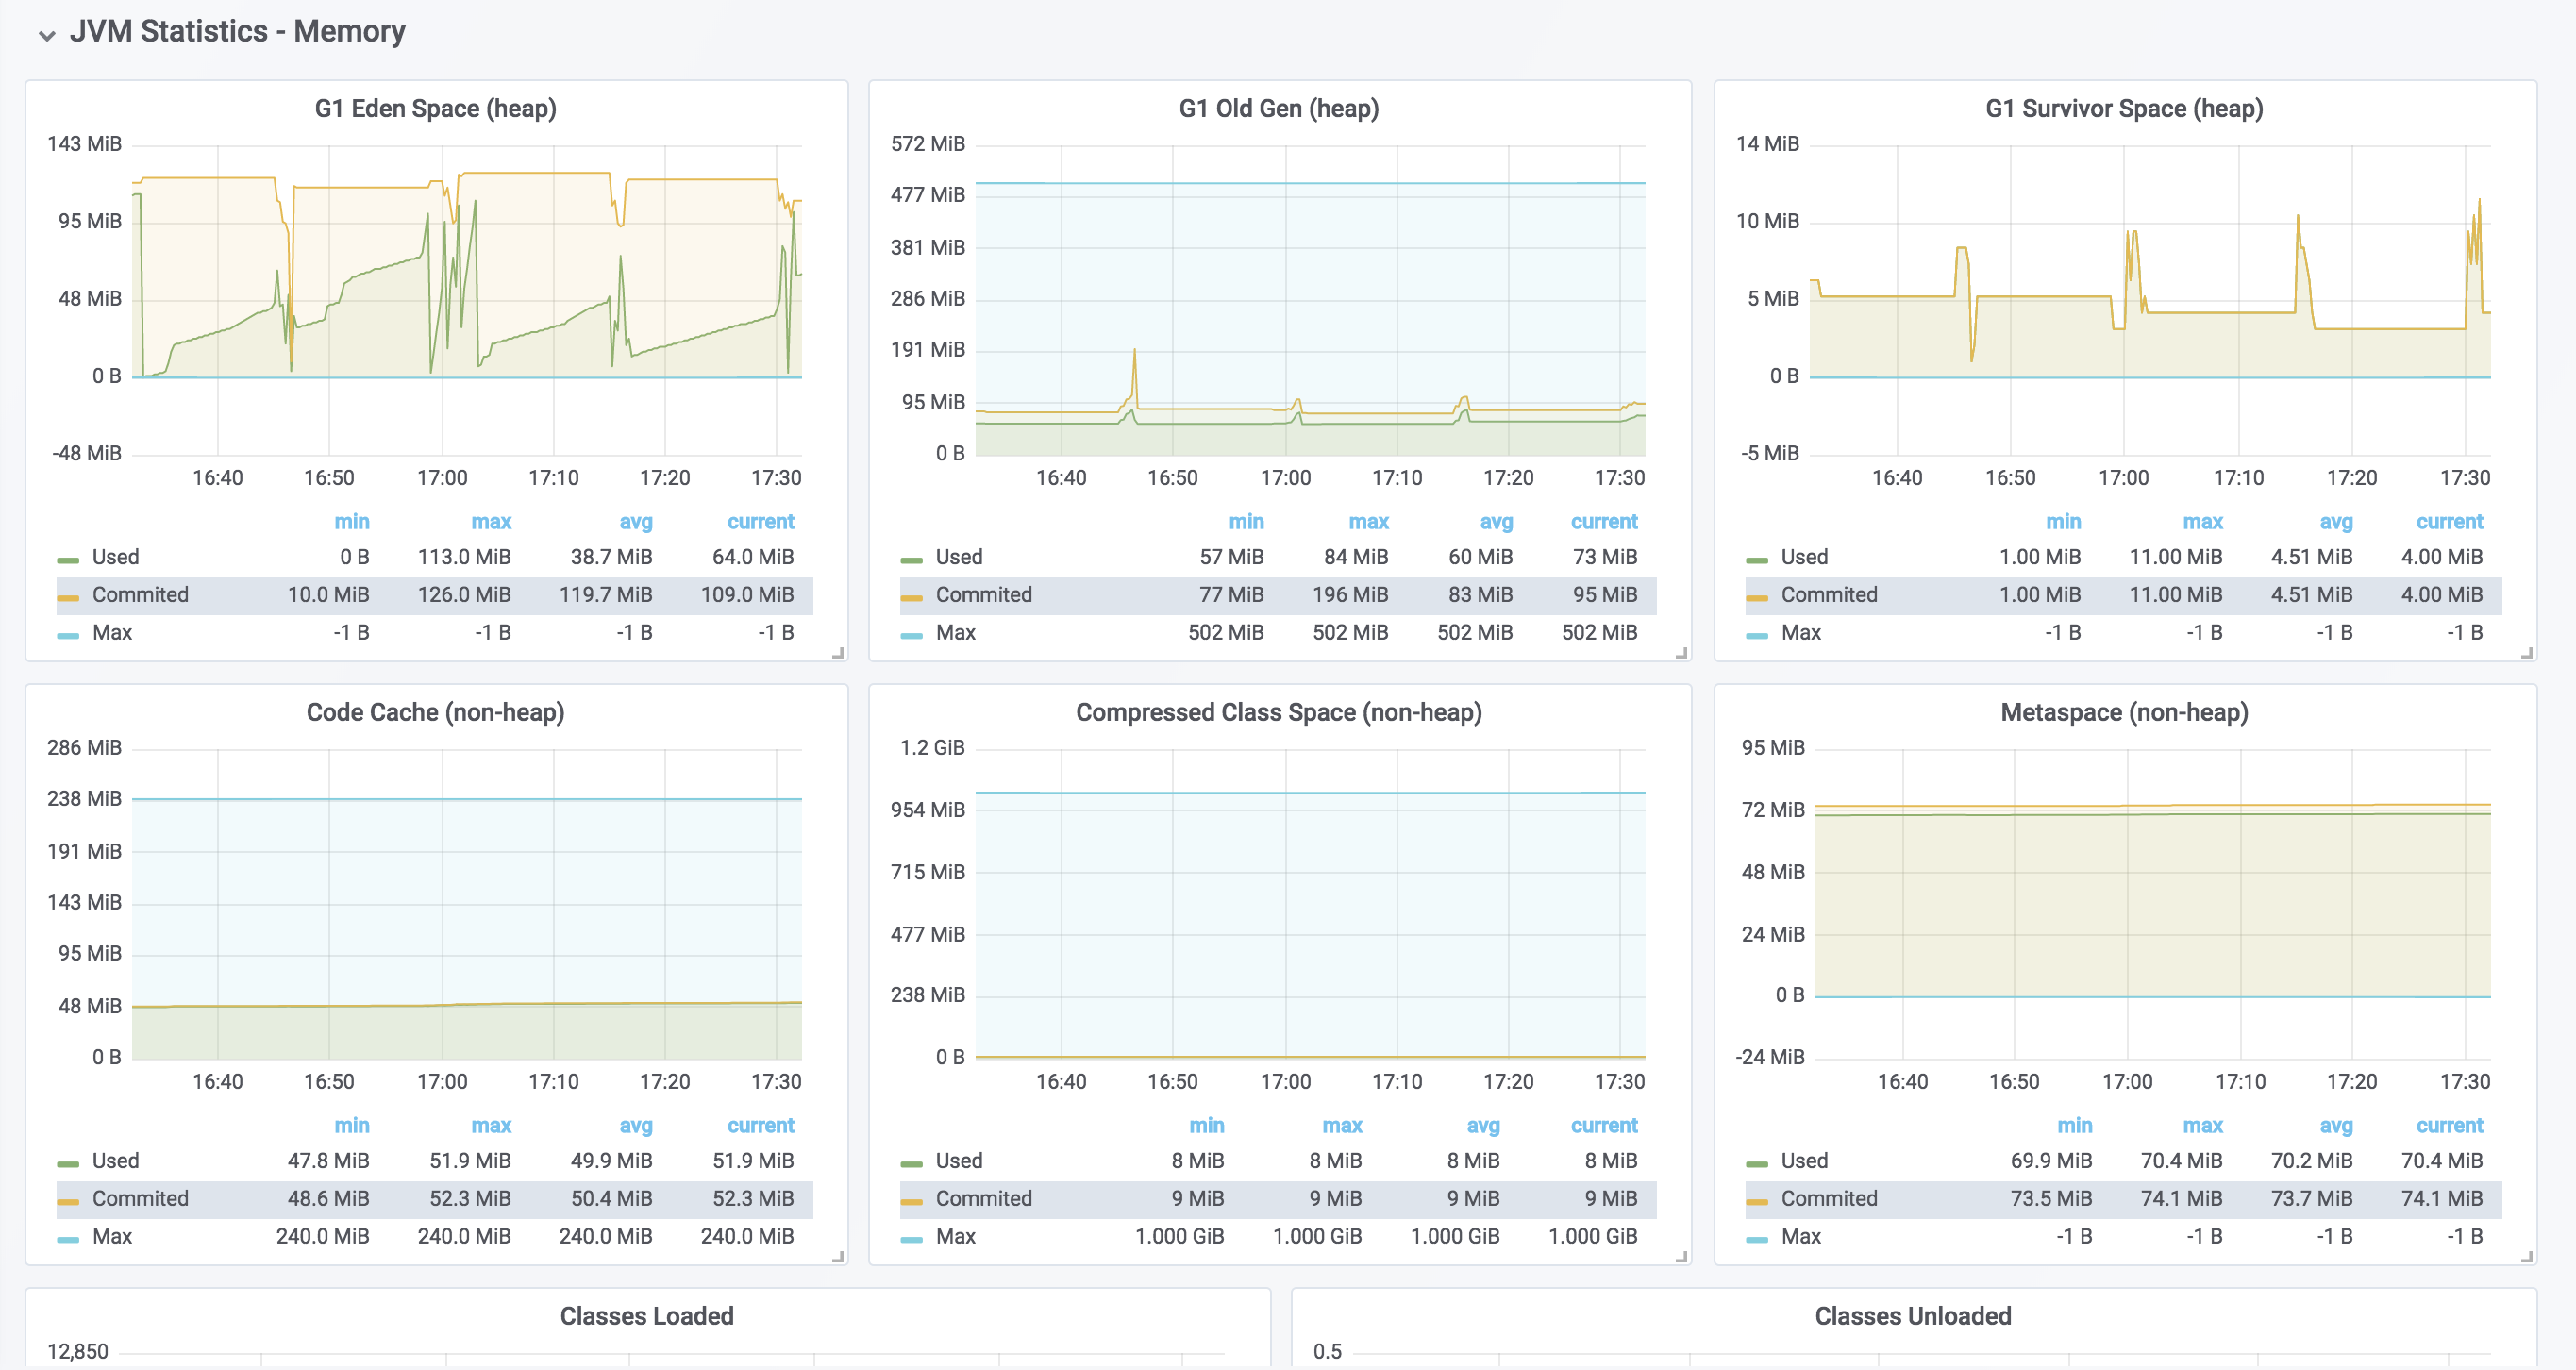 JVM Statistics - Memory
G1 Eden Space (heap)
143 MiB
95 MiB
48 MiB
0 B
-48 MiB
16:40 16:50 17:00 17:10 17:20 17:30
min max avg current
Used 0 B 113.0 MiB 38.7 MiB 64.0 MiB
Commited 10.0 MiB 126.0 MiB 119.7 MiB 109.0 MiB
Max -1 B -1 B -1 B -1 B
G1 Old Gen (heap)
572 MiB
477 MiB
381 MiB
286 MiB
191 MiB
95 MiB
0 B
16:40 16:50 17:00 17:10 17:20 17:30
min max avg current
Used 57 MiB 84 MiB 60 MiB 73 MiB
Commited 77 MiB 196 MiB 83 MiB 95 MiB
Max 502 MiB 502 MiB 502 MiB 502 MiB
G1 Survivor Space (heap)
14 MiB
10 MiB
5 MiB
0 B
-5 MiB
16:40 16:50 17:00 17:10 17:20 17:30
min max avg current
Used 1.00 MiB 11.00 MiB 4.51 MiB 4.00 MiB
Commited 1.00 MiB 11.00 MiB 4.51 MiB 4.00 MiB
Max -1 B -1 B -1 B -1 B
Code Cache (non-heap)
286 MiB
238 MiB
191 MiB
143 MiB
95 MiB
48 MiB
0 B
16:40 16:50 17:00 17:10 17:20 17:30
min max avg current
Used 47.8 MiB 51.9 MiB 49.9 MiB 51.9 MiB
Commited 48.6 MiB 52.3 MiB 50.4 MiB 52.3 MiB
Max 240.0 MiB 240.0 MiB 240.0 MiB 240.0 MiB
Compressed Class Space (non-heap)
1.2 GiB
954 MiB
715 MiB
477 MiB
238 MiB
0 B
16:40 16:50 17:00 17:10 17:20 17:30
min max avg current
Used 8 MiB 8 MiB 8 MiB 8 MiB
Commited 9 MiB 9 MiB 9 MiB 9 MiB
Max 1.000 GiB 1.000 GiB 1.000 GiB 1.000 GiB
Metaspace (non-heap)
95 MiB
72 MiB
48 MiB
24 MiB
0 B
-24 MiB
16:40 16:50 17:00 17:10 17:20 17:30
min max avg current
Used 69.9 MiB 70.4 MiB 70.2 MiB 70.4 MiB
Commited 73.5 MiB 74.1 MiB 73.7 MiB 74.1 MiB
Max -1 B -1 B -1 B -1 B
Classes Loaded
12,850
Classes Unloaded
0.5